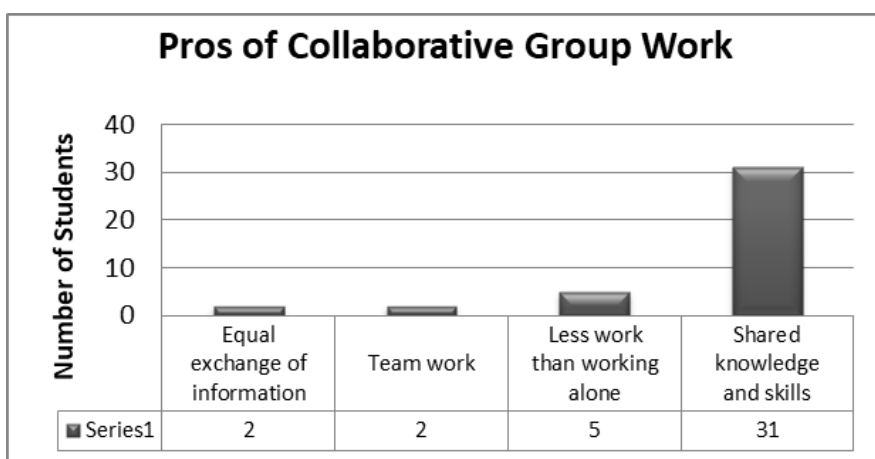 Pros of Collaborative Group Work
Number of Students
40
30
20
10
0
Equal
exchange of
information
Team work
Less work
than working
alone
Shared
knowledge
and skills
Series1 2 2 5 31